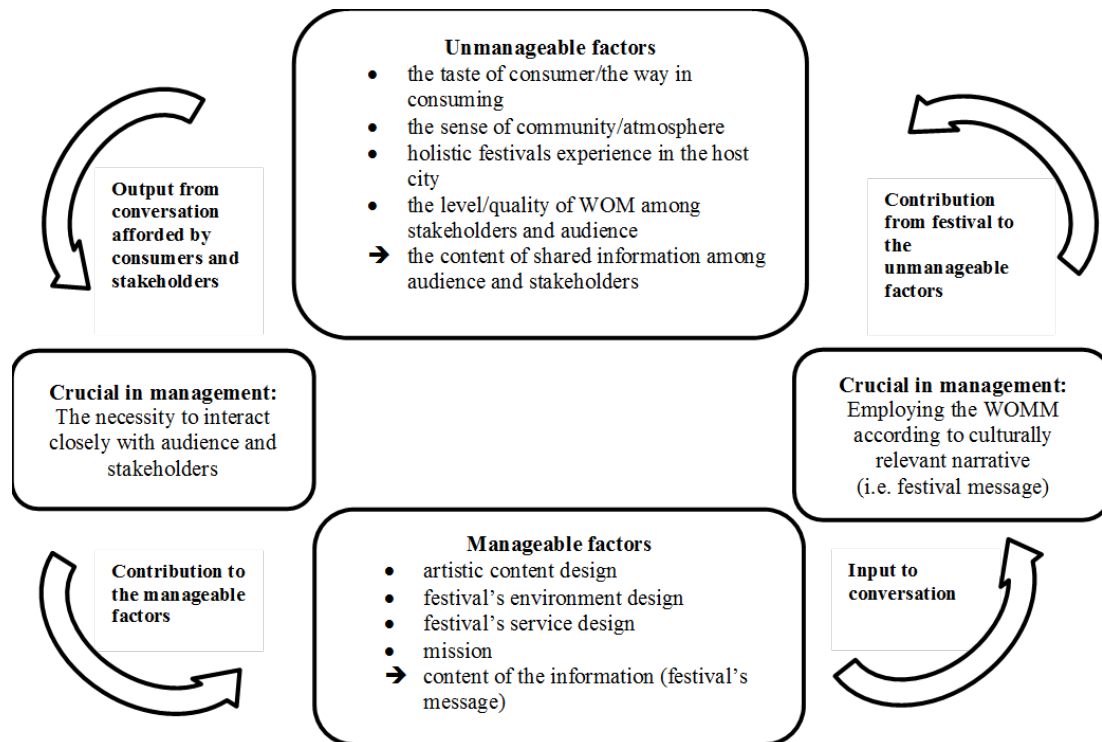 Unmanageable factors
• the taste of consumer/the way in
consuming
• the sense of community/atmosphere
• holistic festivals experience in the host
city
• the level/quality of WOM among
stakeholders and audience
➔ the content of shared information among
audience and stakeholders
Output from
conversation
afforded by
consumers and
stakeholders
Contribution
from festival to
the
unmanageable
factors
Crucial in management:
The necessity to interact
closely with audience and
stakeholders
Crucial in management:
Employing the WOMM
according to culturally
relevant narrative
(i.e. festival message)
Contribution to
the manageable
factors
Manageable factors
• artistic content design
• festival’s environment design
• festival’s service design
• mission
➔ content of the information (festival’s
message)
Input to
conversation